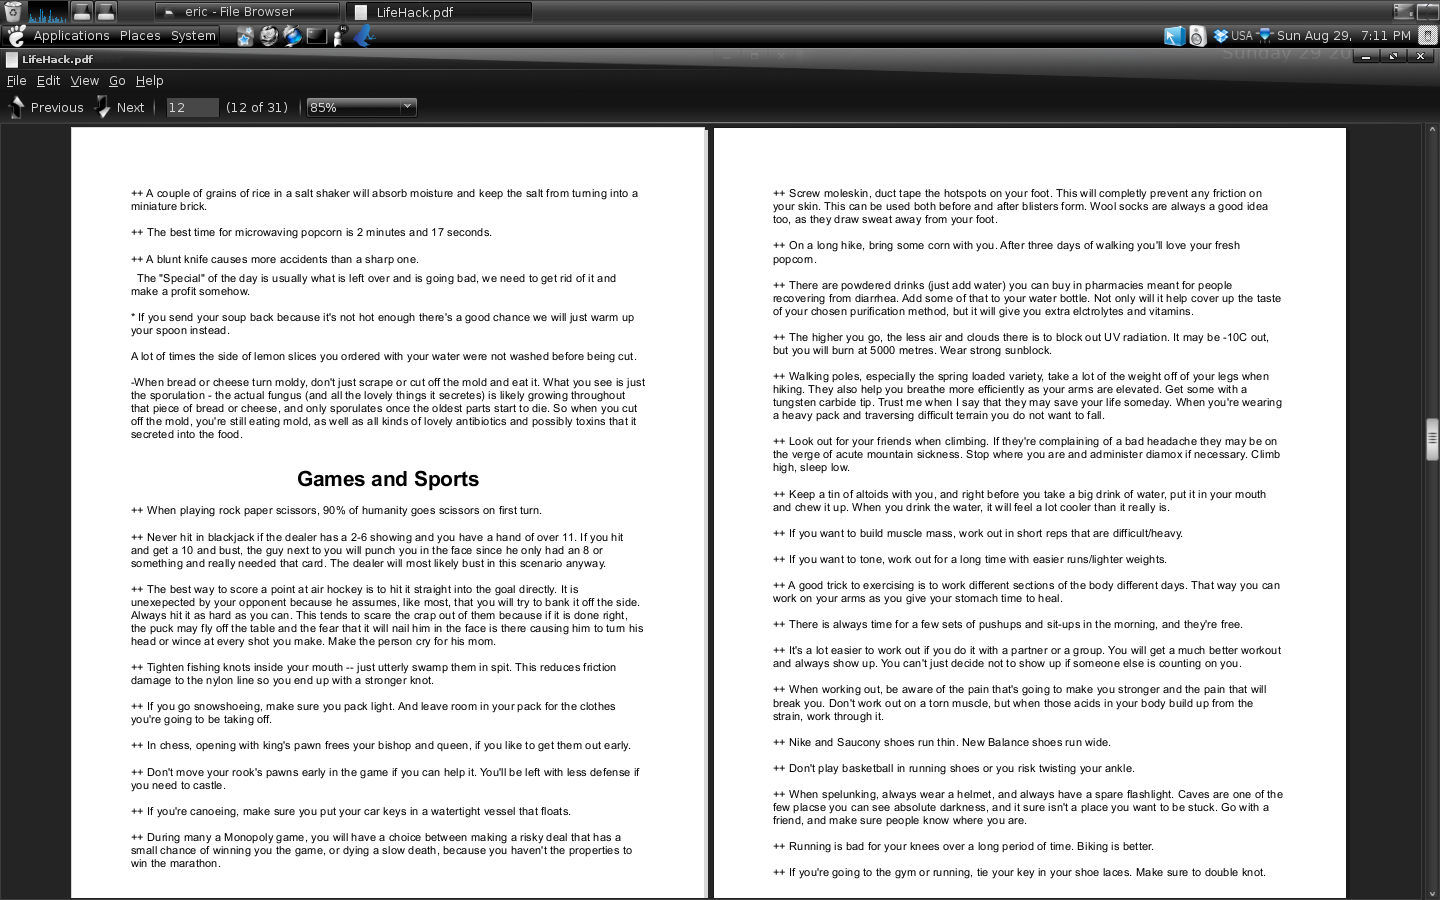 eric - File Browser
LifeHack.pdf
Applications Places System
USA Sun Aug 29, 7:11 PM
LifeHack.pdf
File Edit View Go Help
Previous Next 12 (12 of 31) 85%
++ A couple of grains of rice in a salt shaker will absorb moisture and keep the salt from turning into a
miniature brick.
++ The best time for microwaving popcorn is 2 minutes and 17 seconds.
++ A blunt knife causes more accidents than a sharp one.
The "Special" of the day is usually what is left over and is going bad, we need to get rid of it and
make a profit somehow.
* If you send your soup back because it's not hot enough there's a good chance we will just warm up
your spoon instead.
A lot of times the side of lemon slices you ordered with your water were not washed before being cut.
-When bread or cheese turn moldy, don't just scrape or cut off the mold and eat it. What you see is just
the sporulation - the actual fungus (and all the lovely things it secretes) is likely growing throughout
that piece of bread or cheese, and only sporulates once the oldest parts start to die. So when you cut
off the mold, you're still eating mold, as well as all kinds of lovely antibiotics and possibly toxins that it
secreted into the food.
Games and Sports
++ When playing rock paper scissors, 90% of humanity goes scissors on first turn.
++ Never hit in blackjack if the dealer has a 2-6 showing and you have a hand of over 11. If you hit
and get a 10 and bust, the guy next to you will punch you in the face since he only had an 8 or
something and really needed that card. The dealer will most likely bust in this scenario anyway.
++ The best way to score a point at air hockey is to hit it straight into the goal directly. It is
unexepected by your opponent because he assumes, like most, that you will try to bank it off the side.
Always hit it as hard as you can. This tends to scare the crap out of them because if it is done right,
the puck may fly off the table and the fear that it will nail him in the face is there causing him to turn his
head or wince at every shot you make. Make the person cry for his mom.
++ Tighten fishing knots inside your mouth -- just utterly swamp them in spit. This reduces friction
damage to the nylon line so you end up with a stronger knot.
++ If you go snowshoeing, make sure you pack light. And leave room in your pack for the clothes
you're going to be taking off.
++ In chess, opening with king's pawn frees your bishop and queen, if you like to get them out early.
++ Don't move your rook's pawns early in the game if you can help it. You'll be left with less defense if
you need to castle.
++ If you're canoeing, make sure you put your car keys in a watertight vessel that floats.
++ During many a Monopoly game, you will have a choice between making a risky deal that has a
small chance of winning you the game, or dying a slow death, because you haven't the properties to
win the marathon.
++ Screw moleskin, duct tape the hotspots on your foot. This will completly prevent any friction on
your skin. This can be used both before and after blisters form. Wool socks are always a good idea
too, as they draw sweat away from your foot.
++ On a long hike, bring some corn with you. After three days of walking you'll love your fresh
popcorn.
++ There are powdered drinks (just add water) you can buy in pharmacies meant for people
recovering from diarrhea. Add some of that to your water bottle. Not only will it help cover up the taste
of your chosen purification method, but it will give you extra elctrolytes and vitamins.
++ The higher you go, the less air and clouds there is to block out UV radiation. It may be -10C out,
but you will burn at 5000 metres. Wear strong sunblock.
++ Walking poles, especially the spring loaded variety, take a lot of the weight off of your legs when
hiking. They also help you breathe more efficiently as your arms are elevated. Get some with a
tungsten carbide tip. Trust me when I say that they may save your life someday. When you're wearing
a heavy pack and traversing difficult terrain you do not want to fall.
++ Look out for your friends when climbing. If they're complaining of a bad headache they may be on
the verge of acute mountain sickness. Stop where you are and administer diamox if necessary. Climb
high, sleep low.
++ Keep a tin of altoids with you, and right before you take a big drink of water, put it in your mouth
and chew it up. When you drink the water, it will feel a lot cooler than it really is.
++ If you want to build muscle mass, work out in short reps that are difficult/heavy.
++ If you want to tone, work out for a long time with easier runs/lighter weights.
++ A good trick to exercising is to work different sections of the body different days. That way you can
work on your arms as you give your stomach time to heal.
++ There is always time for a few sets of pushups and sit-ups in the morning, and they're free.
++ It's a lot easier to work out if you do it with a partner or a group. You will get a much better workout
and always show up. You can't just decide not to show up if someone else is counting on you.
++ When working out, be aware of the pain that's going to make you stronger and the pain that will
break you. Don't work out on a torn muscle, but when those acids in your body build up from the
strain, work through it.
++ Nike and Saucony shoes run thin. New Balance shoes run wide.
++ Don't play basketball in running shoes or you risk twisting your ankle.
++ When spelunking, always wear a helmet, and always have a spare flashlight. Caves are one of the
few placse you can see absolute darkness, and it sure isn't a place you want to be stuck. Go with a
friend, and make sure people know where you are.
++ Running is bad for your knees over a long period of time. Biking is better.
++ If you're going to the gym or running, tie your key in your shoe laces. Make sure to double knot.